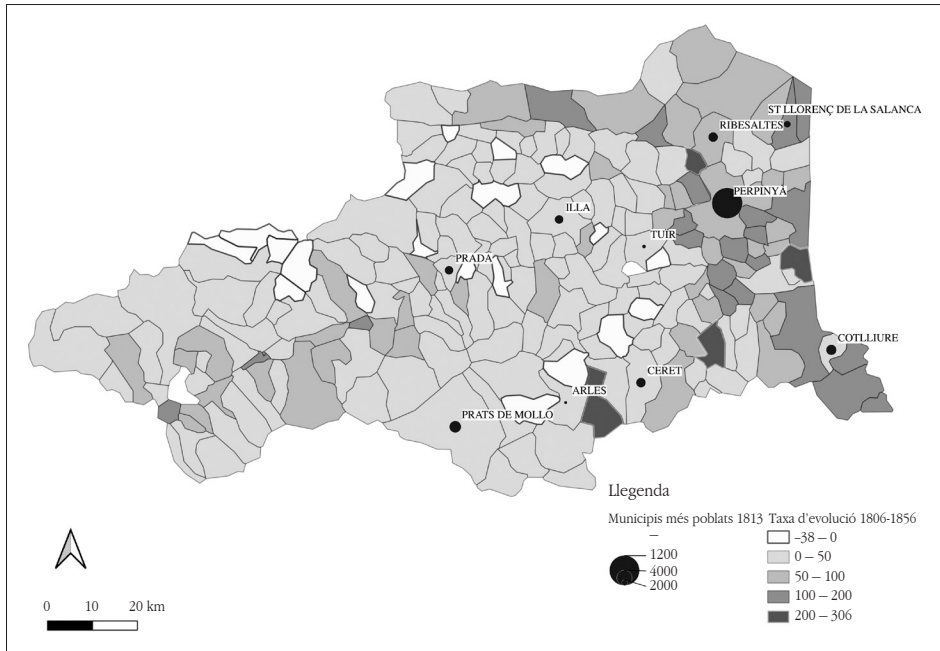 ST LLORENÇ DE LA SALANCA
RIBESALTES
PERPINYÀ
ILLA
TUIR
PRADA
COTLLIURE
CERET
ARLES
PRATS DE MOLLÓ
Llegenda
Municipis més poblats 1813
–
1200
4000
2000
Taxa d'evolució 1806-1856
–38 – 0
0 – 50
50 – 100
100 – 200
200 – 306
0 10 20 km